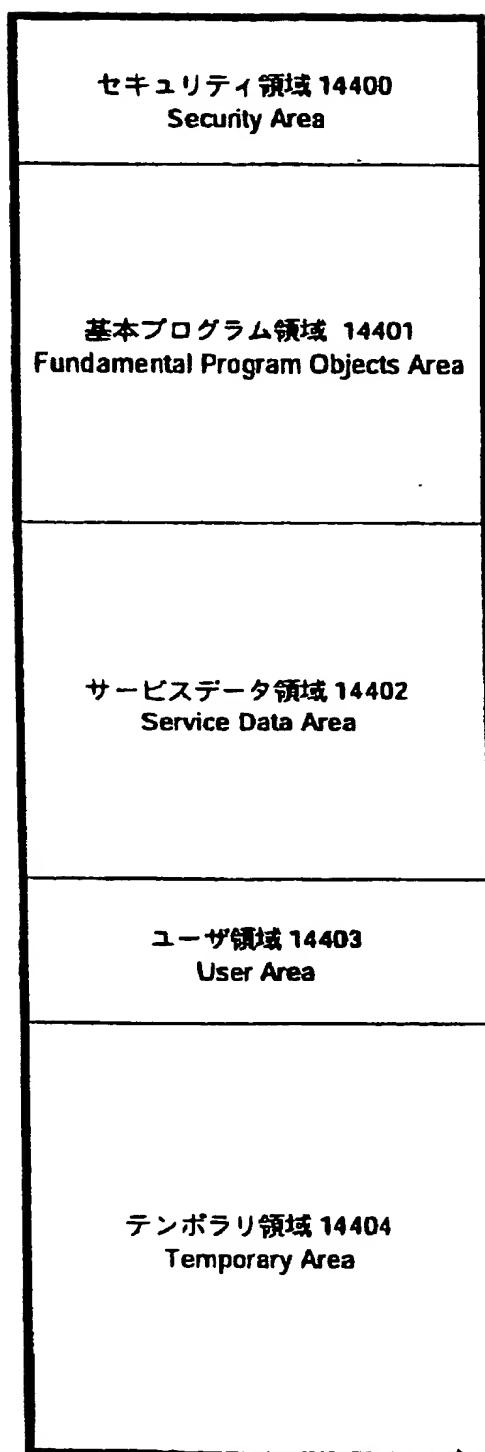 セキュリティ領域 14400
Security Area
基本プログラム領域 14401
Fundamental Program Objects Area
サービスデータ領域 14402
Service Data Area
ユーザ領域 14403
User Area
テンポラリ領域 14404
Temporary Area